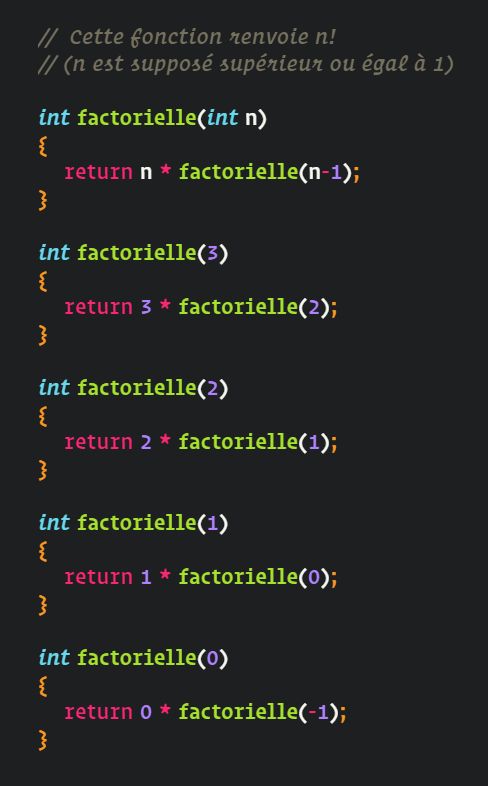 //  Cette fonction renvoie n!
// (n est supposé supérieur ou égal à 1)
int factorielle(int n)
{
return n * factorielle(n-1);
}
int factorielle(3)
{
return 3 * factorielle(2);
}
int factorielle(2)
{
return 2 * factorielle(1);
}
int factorielle(1)
{
return 1 * factorielle(0);
}
int factorielle(0)
{
return 0 * factorielle(-1);
}